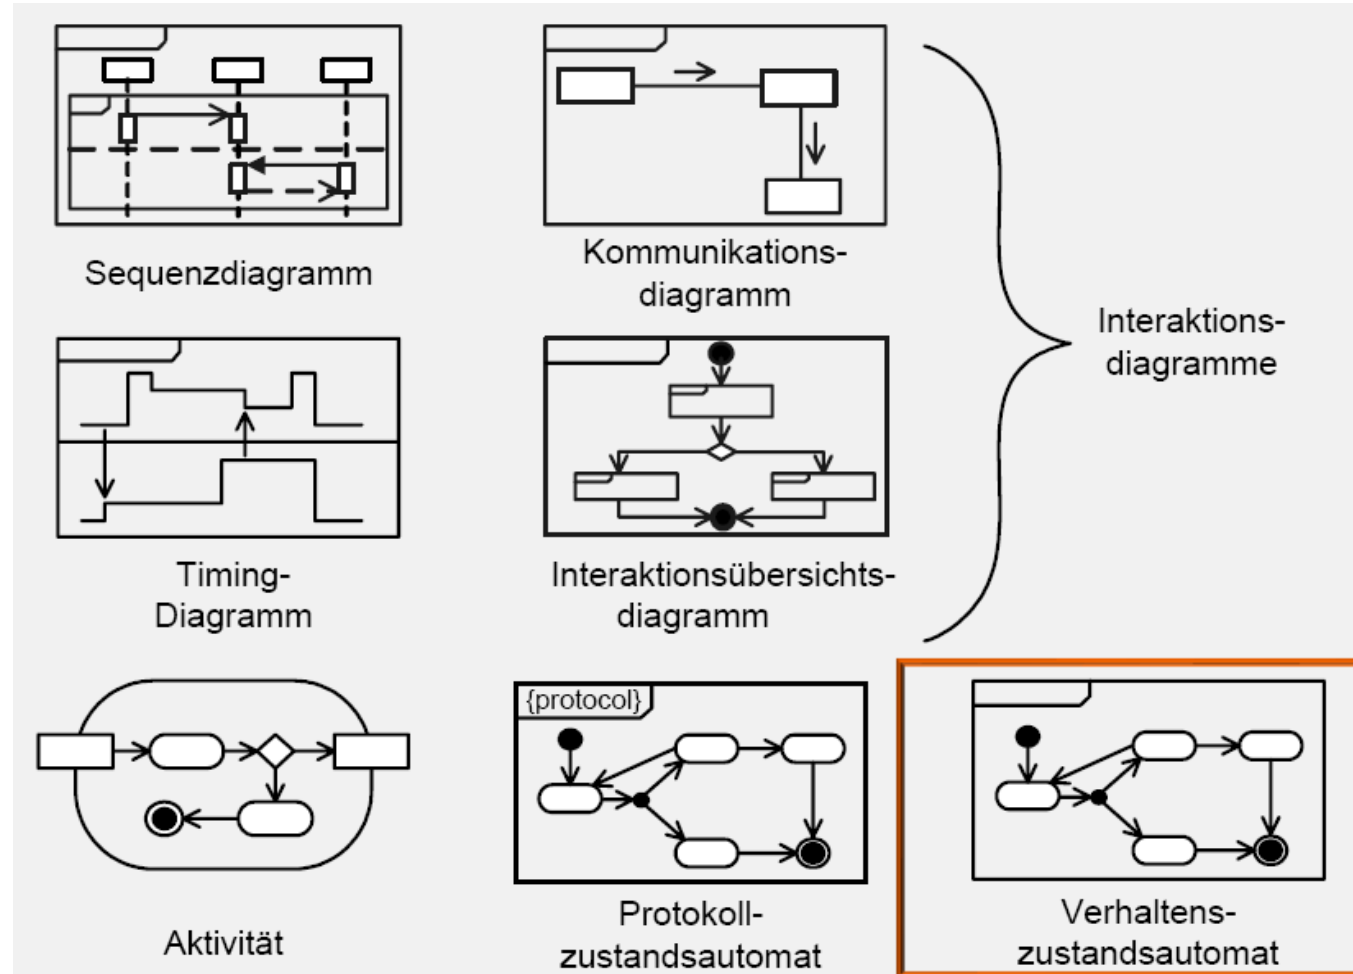 Sequenzdiagramm
Kommunikations-
diagramm
Interaktions-
diagramme
Timing-
Diagramm
Interaktionsübersichts-
diagramm
Aktivität
{protocol}
Protokoll-
zustandsautomat
Verhaltens-
zustandsautomat